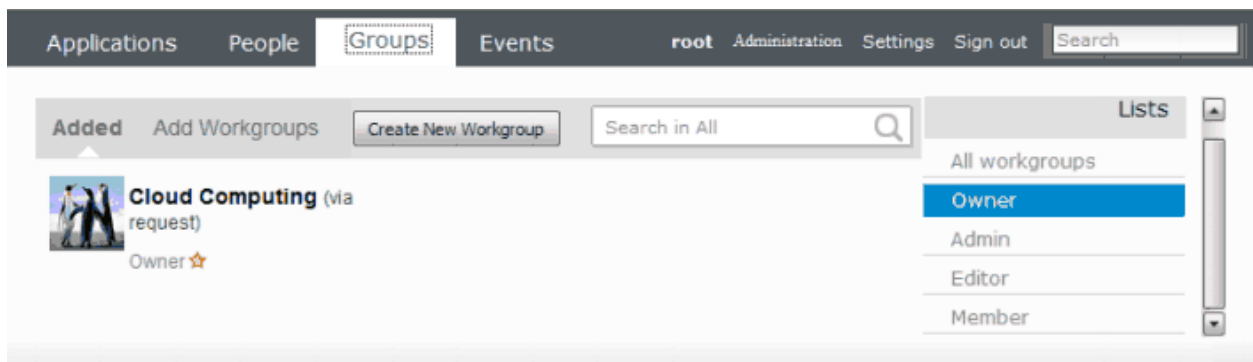 Applications People Groups Events root Administration Settings Sign out Search
Added Add Workgroups Create New Workgroup Search in All Lists
All workgroups
Cloud Computing (via
request)
Owner
Owner
Admin
Editor
Member